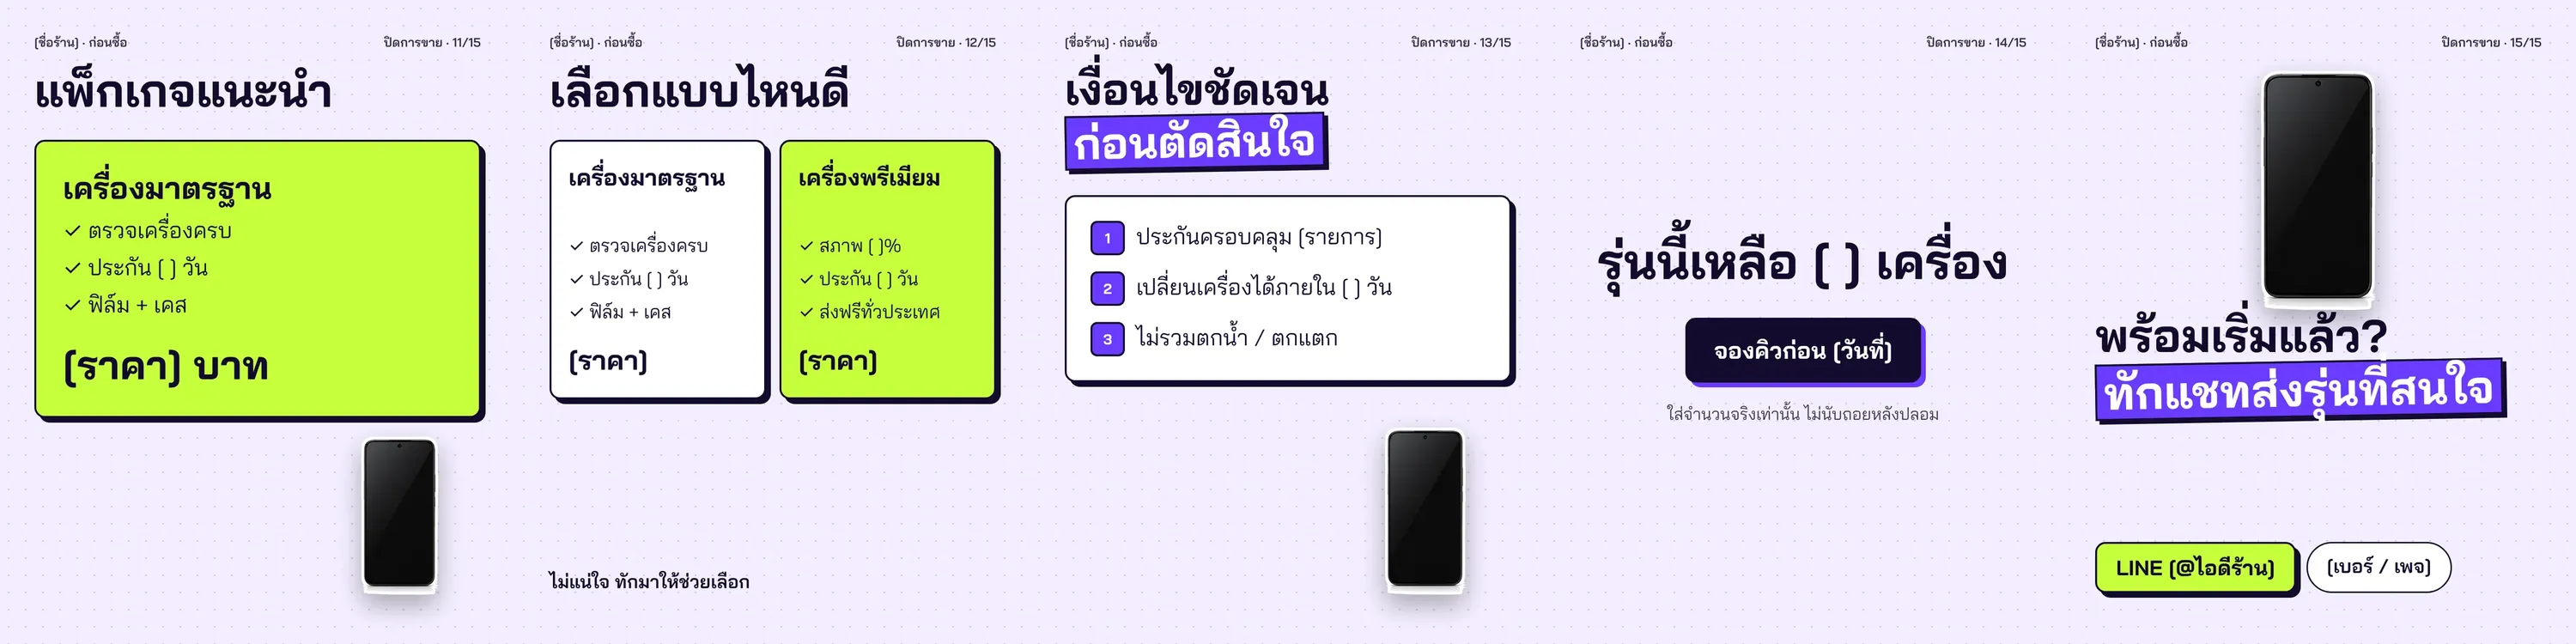 (ชื่อร้าน) · ก่อนซื้อ
ปิดการขาย · 11/15
แพ็กเกจแนะนำ
เครื่องมาตรฐาน
✓ ตรวจเครื่องครบ
✓ ประกัน ( ) วัน
✓ ฟิล์ม + เคส
(ราคา) บาท
(ชื่อร้าน) · ก่อนซื้อ
ปิดการขาย · 12/15
เลือกแบบไหนดี
เครื่องมาตรฐาน
✓ ตรวจเครื่องครบ
✓ ประกัน ( ) วัน
✓ ฟิล์ม + เคส
(ราคา)
เครื่องพรีเมียม
✓ สภาพ ( )%
✓ ประกัน ( ) วัน
✓ ส่งฟรีทั่วประเทศ
(ราคา)
ไม่แน่ใจ ทักมาให้ช่วยเลือก
(ชื่อร้าน) · ก่อนซื้อ
ปิดการขาย · 13/15
เงื่อนไขชัดเจน
ก่อนตัดสินใจ
1 ประกันครอบคลุม (รายการ)
2 เปลี่ยนเครื่องได้ภายใน ( ) วัน
3 ไม่รวมตกน้ำ / ตกแตก
(ชื่อร้าน) · ก่อนซื้อ
ปิดการขาย · 14/15
รุ่นนี้เหลือ ( ) เครื่อง
จองคิวก่อน (วันที่)
ใส่จำนวนจริงเท่านั้น ไม่นับถอยหลังปลอม
(ชื่อร้าน) · ก่อนซื้อ
ปิดการขาย · 15/15
พร้อมเริ่มแล้ว?
ทักแชทส่งรุ่นที่สนใจ
LINE (@ไอดีร้าน)
(เบอร์ / เพจ)